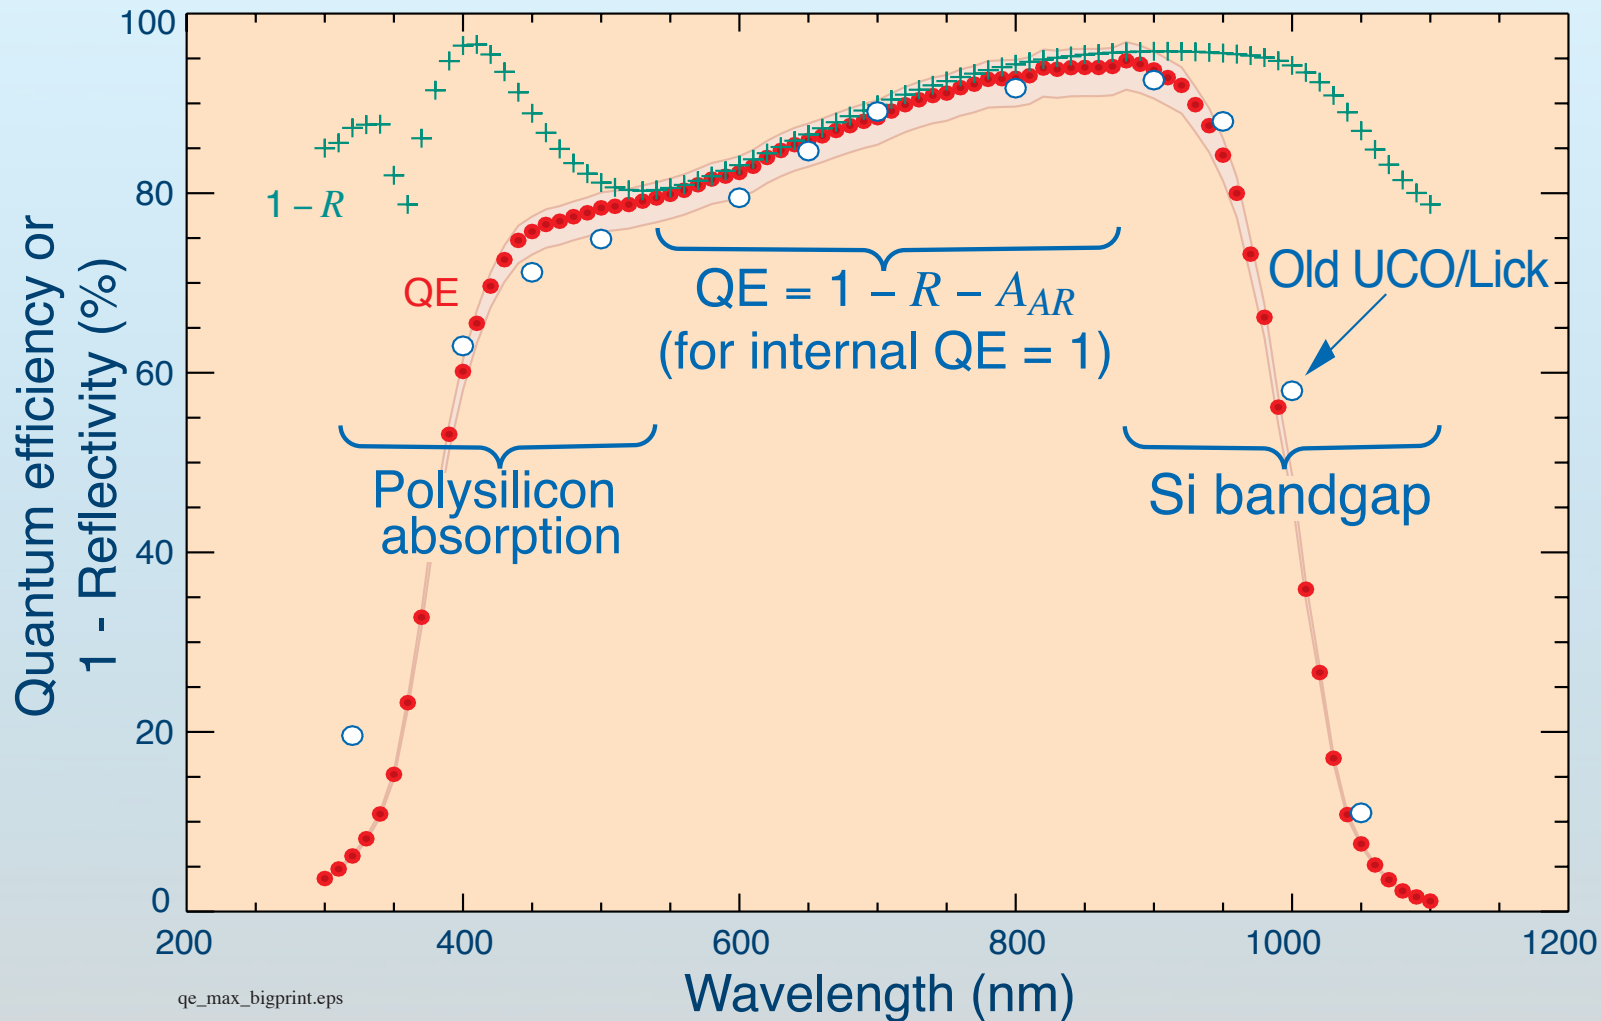 Quantum efficiency or
1 - Reflectivity (%)
100
80
60
40
20
0
1 – R
QE
QE = 1 – R – A_AR
(for internal QE = 1)
Old UCO/Lick
Polysilicon
absorption
Si bandgap
200
400
600
800
1000
1200
Wavelength (nm)
qe_max_bigprint.eps